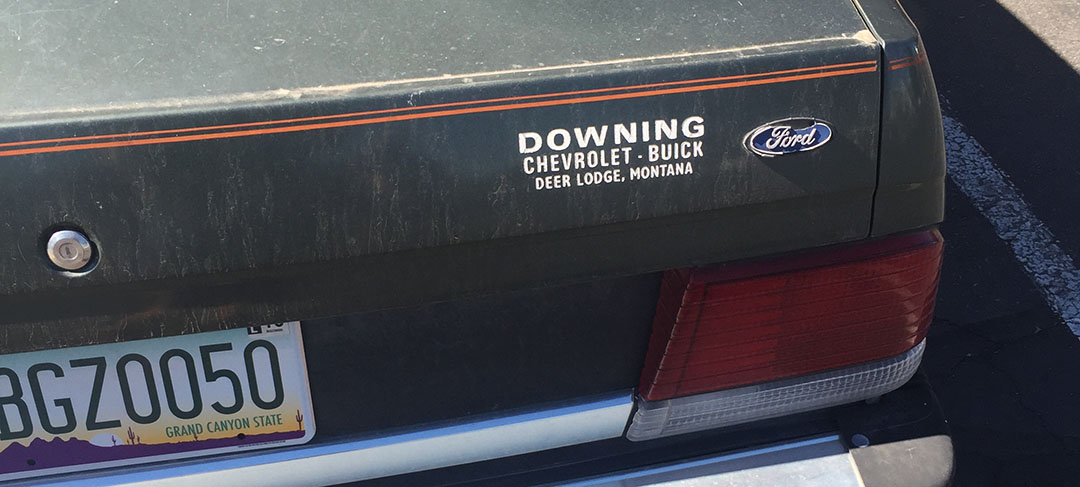 DOWNING
CHEVROLET - BUICK
DEER LODGE, MONTANA
Ford
BGZ0050
GRAND CANYON STATE